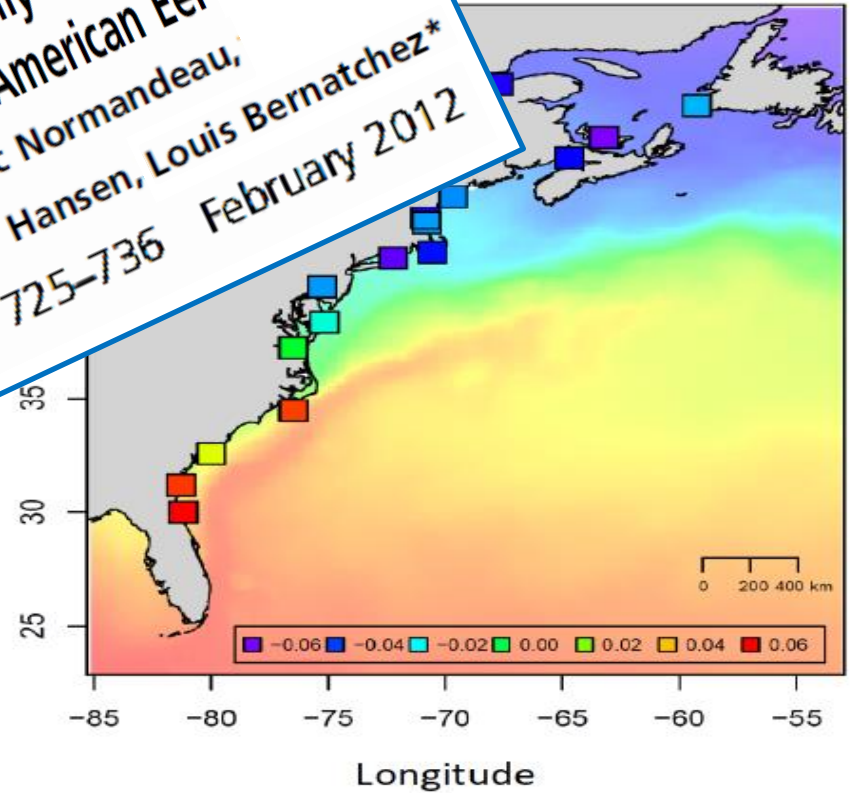 American Eel
Normandeau,
Hansen, Louis Bernatchez*
725–736 February 2012
35
30
25
0 200 400 km
−0.06 −0.04 −0.02 0.00 0.02 0.04 0.06
−85 −80 −75 −70 −65 −60 −55
Longitude